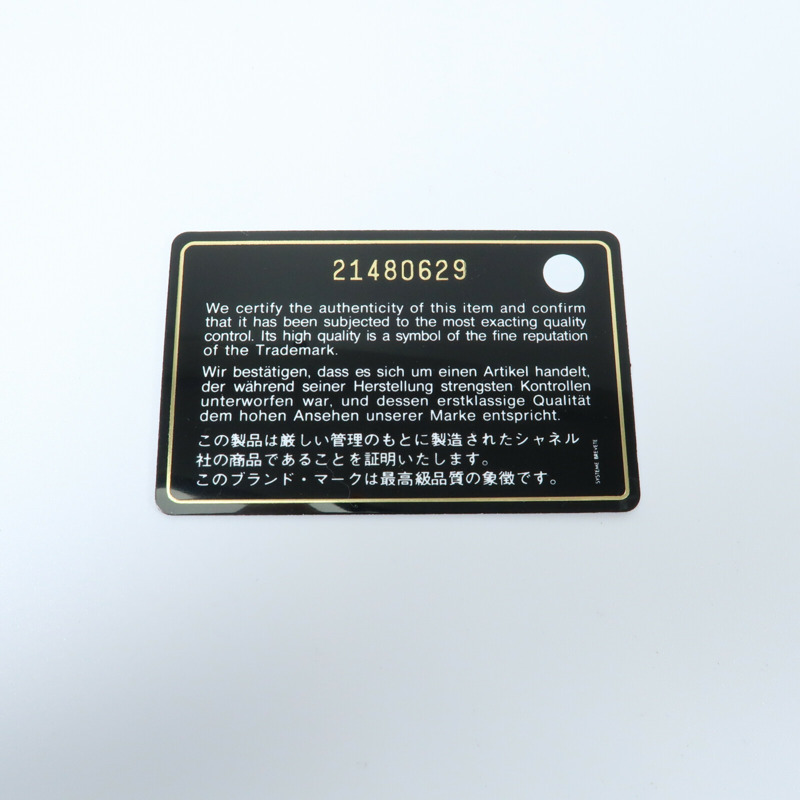 21480629
We certify the authenticity of this item and confirm
that it has been subjected to the most exacting quality
control. Its high quality is a symbol of the fine reputation
of the Trademark.
Wir bestätigen, dass es sich um einen Artikel handelt,
der während seiner Herstellung strengsten Kontrollen
unterworfen war, und dessen erstklassige Qualität
dem hohen Ansehen unserer Marke entspricht.
この製品は厳しい管理のもとに製造されたシャネル
社の商品であることを証明いたします。
このブランド・マークは最高級品質の象徴です。
SYSTEME BREVETE